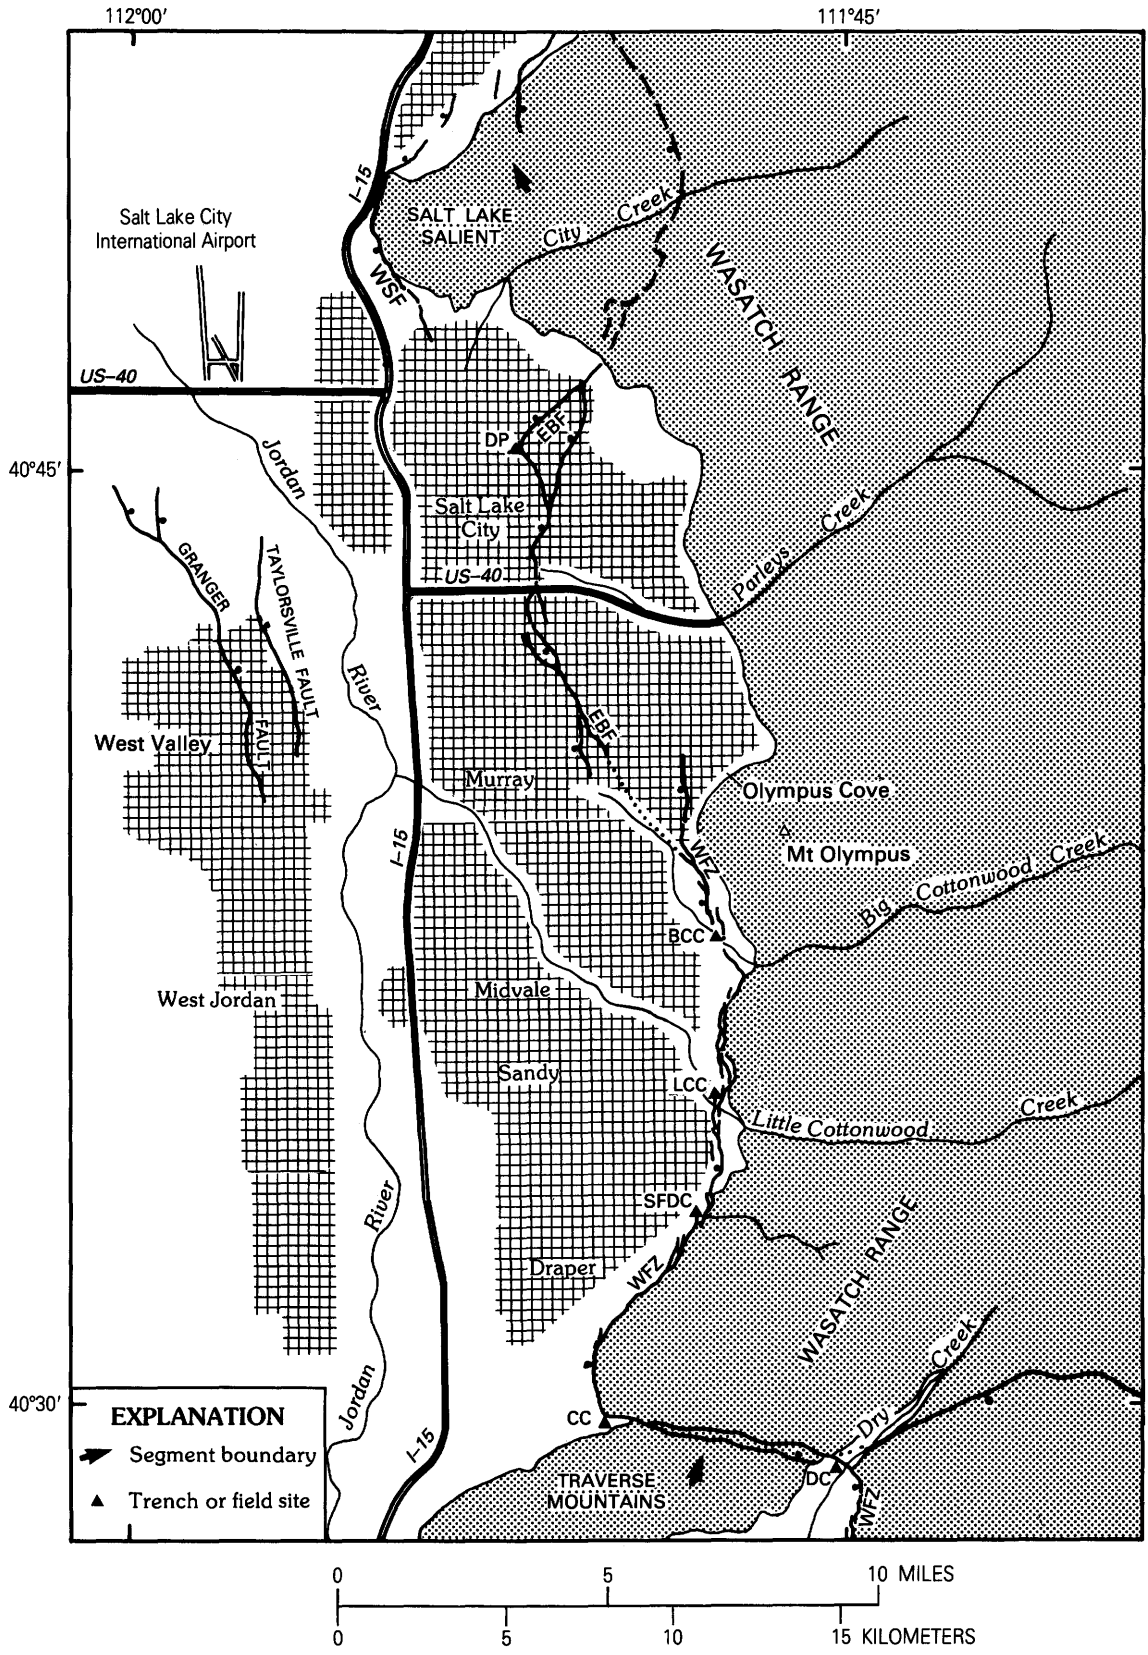 112°00'
111°45'
I-15
SALT LAKE
SALIENT
City
Creek
Salt Lake City
International Airport
WSF
WASATCH RANGE
US-40
EBF
DP
40°45'
Jordan
Salt Lake
City
Creek
Parleys
US-40
GRANGER
TAYLORSVILLE FAULT
River
FAULT
West Valley
EBF
Murray
Olympus Cove
Mt Olympus
I-15
WFZ
Big Cottonwood Creek
BCC
Midvale
West Jordan
Sandy
LCC
Little Cottonwood
Creek
River
SFDC
WASATCH RANGE
Draper
WFZ
Creek
Jordan
40°30'
EXPLANATION
Segment boundary
Trench or field site
I-15
CC
Dry
TRAVERSE
MOUNTAINS
DC
WFZ
0 5 10 MILES
0 5 10 15 KILOMETERS